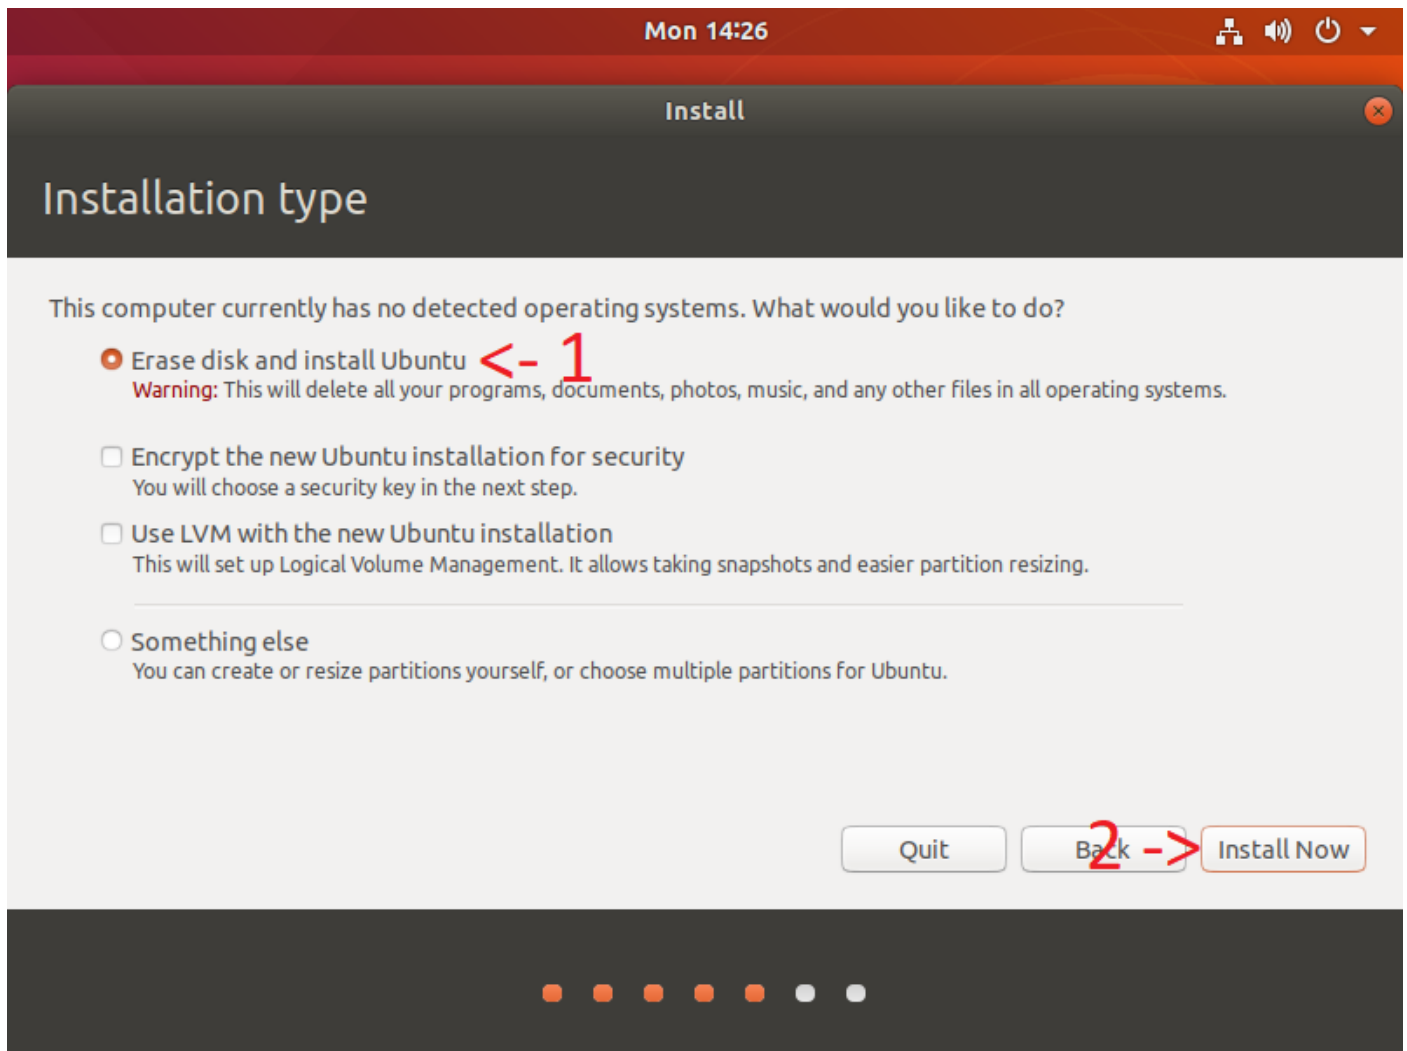 Mon 14:26
Install
Installation type
This computer currently has no detected operating systems. What would you like to do?
Erase disk and install Ubuntu <- 1
Warning: This will delete all your programs, documents, photos, music, and any other files in all operating systems.
Encrypt the new Ubuntu installation for security
You will choose a security key in the next step.
Use LVM with the new Ubuntu installation
This will set up Logical Volume Management. It allows taking snapshots and easier partition resizing.
Something else
You can create or resize partitions yourself, or choose multiple partitions for Ubuntu.
Quit Back 2 -> Install Now